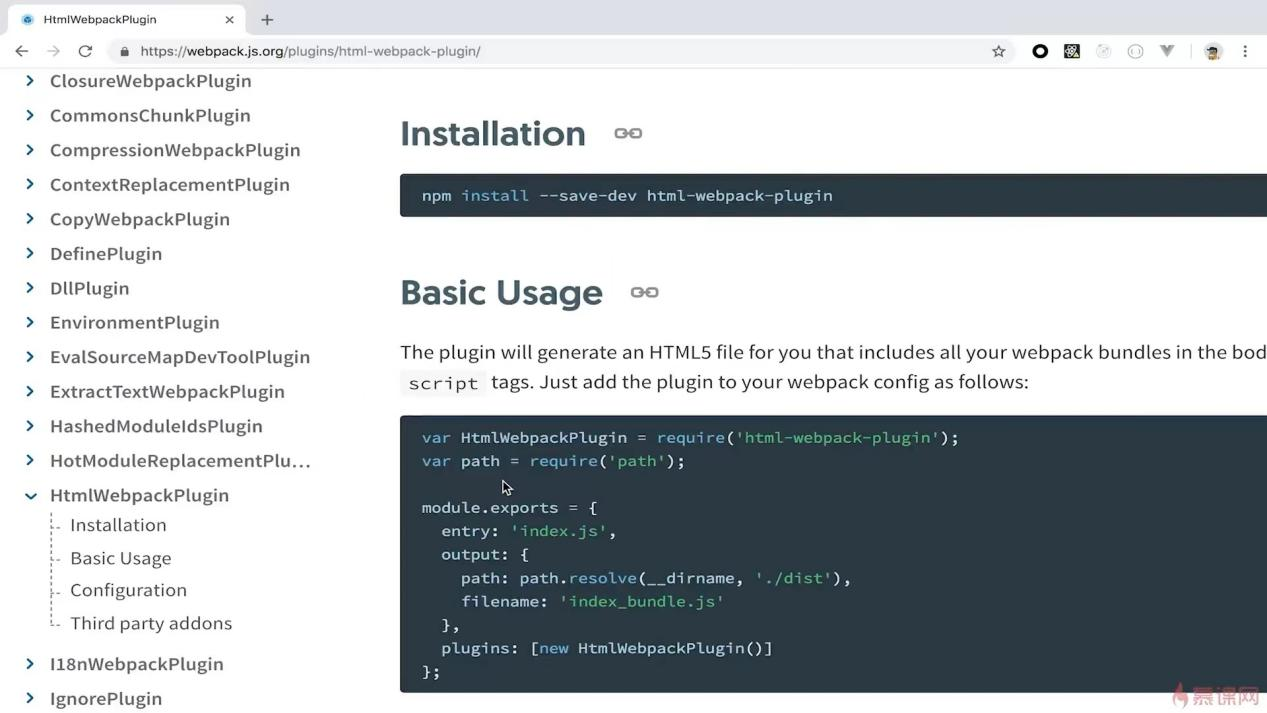 HtmlWebpackPlugin
https://webpack.js.org/plugins/html-webpack-plugin/
ClosureWebpackPlugin
CommonsChunkPlugin
CompressionWebpackPlugin
ContextReplacementPlugin
CopyWebpackPlugin
DefinePlugin
DllPlugin
EnvironmentPlugin
EvalSourceMapDevToolPlugin
ExtractTextWebpackPlugin
HashedModuleIdsPlugin
HotModuleReplacementPlu...
HtmlWebpackPlugin
Installation
Basic Usage
Configuration
Third party addons
I18nWebpackPlugin
IgnorePlugin
Installation
npm install --save-dev html-webpack-plugin
Basic Usage
The plugin will generate an HTML5 file for you that includes all your webpack bundles in the bod
script tags. Just add the plugin to your webpack config as follows:
var HtmlWebpackPlugin = require('html-webpack-plugin');
var path = require('path');
module.exports = {
entry: 'index.js',
output: {
path: path.resolve(__dirname, './dist'),
filename: 'index_bundle.js'
},
plugins: [new HtmlWebpackPlugin()]
};
慕课网